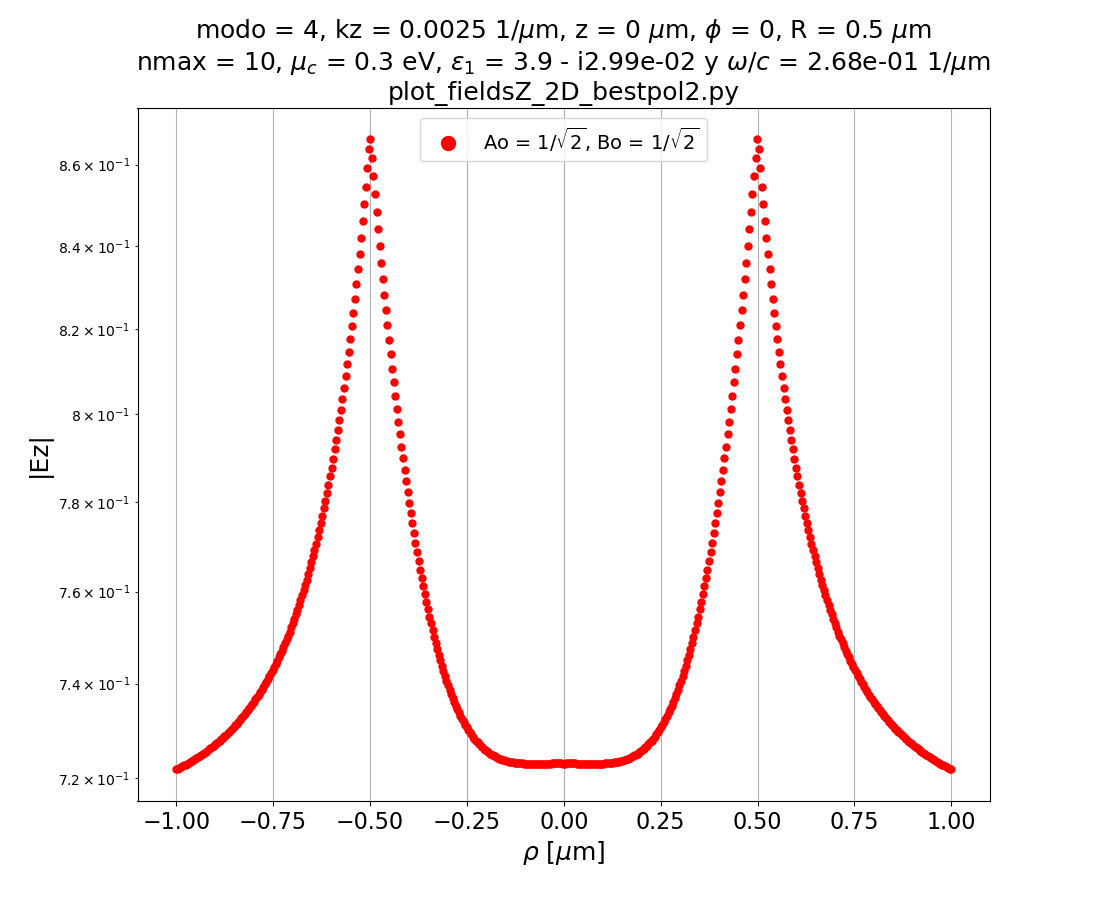 modo = 4, kz = 0.0025 1/μm, z = 0 μm, ϕ = 0, R = 0.5 μm
nmax = 10, μ_c = 0.3 eV, ε_1 = 3.9 - i2.99e-02 y ω/c = 2.68e-01 1/μm
plot_fieldsZ_2D_bestpol2.py
Ao = 1/√2, Bo = 1/√2
8.6 × 10⁻¹
8.4 × 10⁻¹
8.2 × 10⁻¹
8 × 10⁻¹
7.8 × 10⁻¹
7.6 × 10⁻¹
7.4 × 10⁻¹
7.2 × 10⁻¹
|Ez|
−1.00 −0.75 −0.50 −0.25 0.00 0.25 0.50 0.75 1.00
ρ [μm]